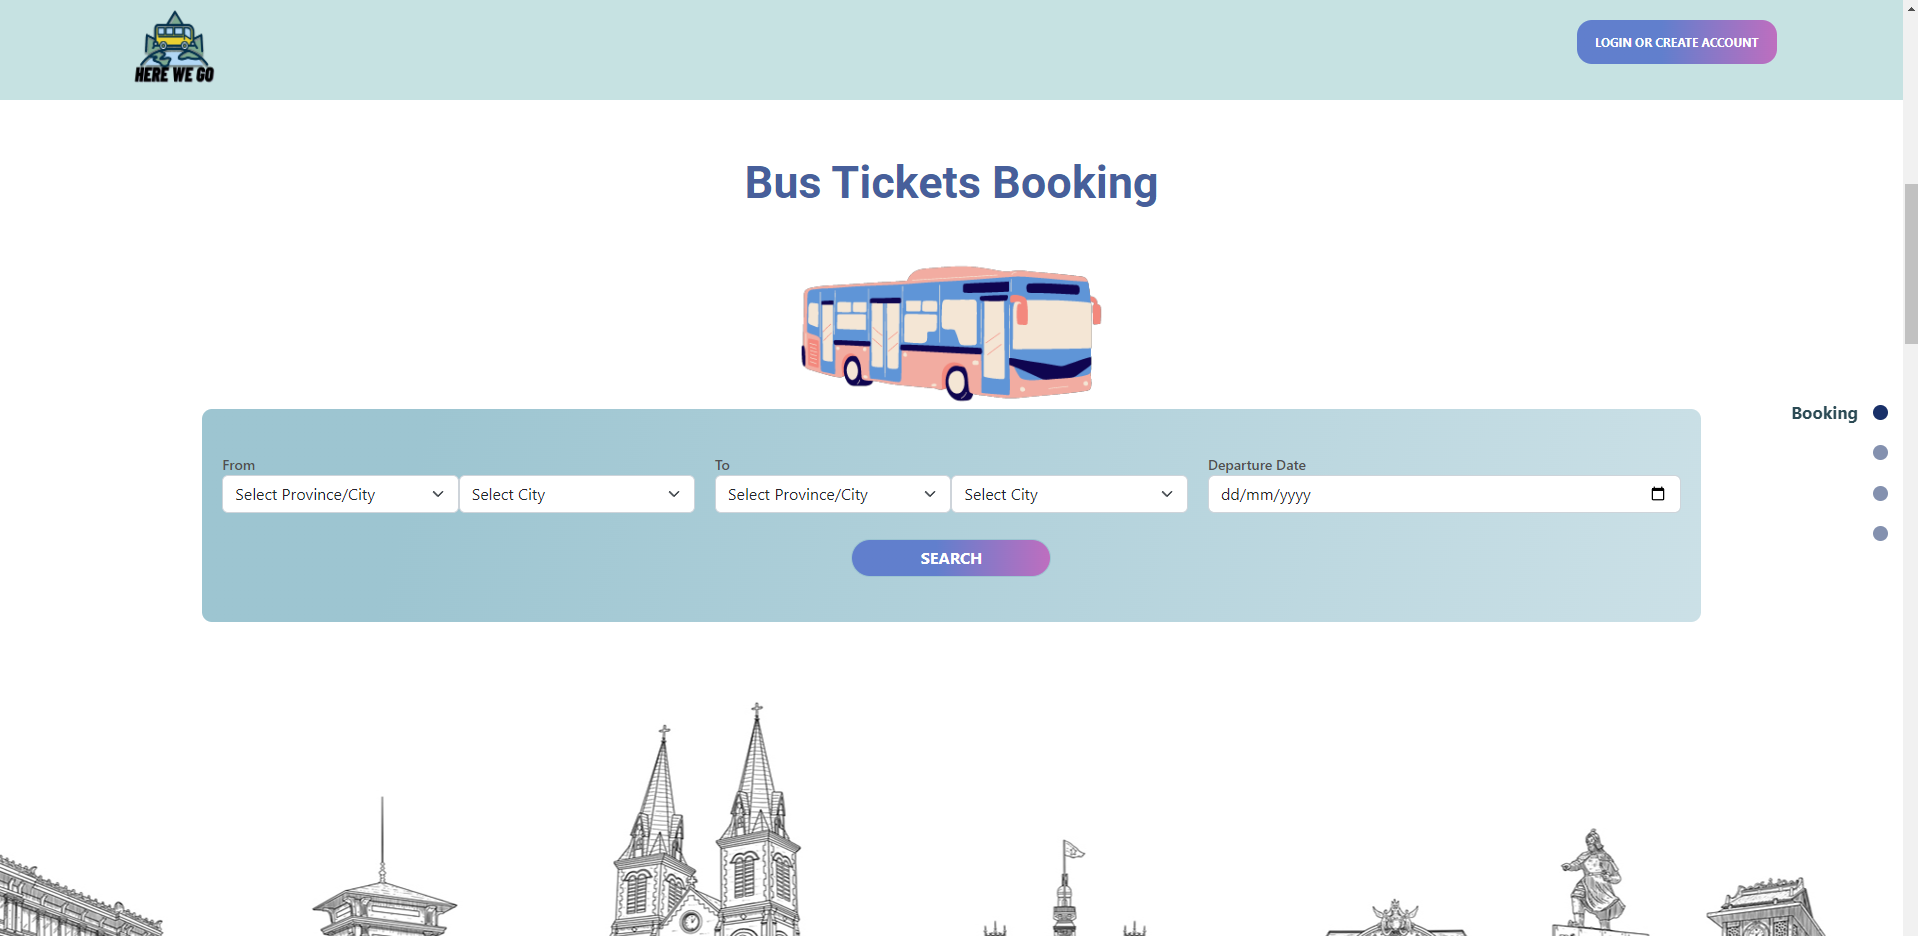 HERE WE GO
LOGIN OR CREATE ACCOUNT
Bus Tickets Booking
Booking
From
To
Departure Date
Select Province/City
Select City
Select Province/City
Select City
dd/mm/yyyy
SEARCH